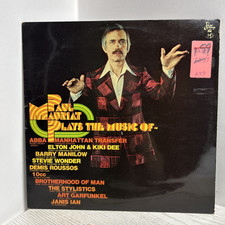 PAUL
MAURIAT
PLAYS THE MUSIC OF~
ABBA MANHATTAN TRANSFER
ELTON JOHN & KIKI DEE
BARRY MANILOW
STEVIE WONDER
DEMIS ROUSSOS
10cc
BROTHERHOOD OF MAN
THE STYLISTICS
ART GARFUNKEL
JANIS IAN